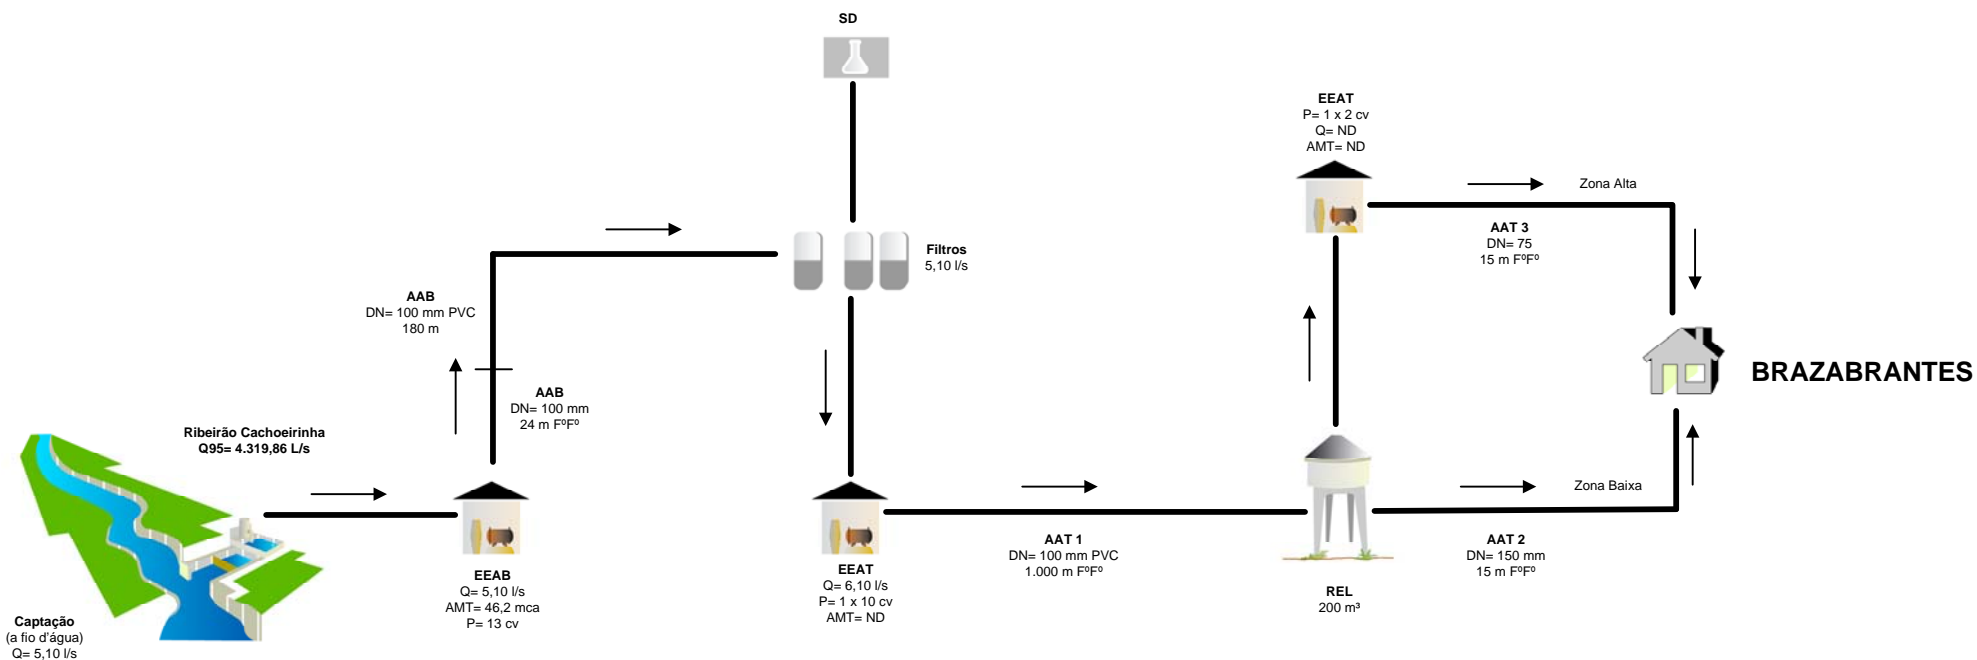 SD
EEAT
P= 1 x 2 cv
Q= ND
AMT= ND
Zona Alta
AAT 3
DN= 75
15 m FºFº
Filtros
5,10 l/s
AAB
DN= 100 mm PVC
180 m
AAB
DN= 100 mm
24 m FºFº
BRAZABRANTES
Ribeirão Cachoeirinha
Q95= 4.319,86 L/s
Zona Baixa
AAT 1
DN= 100 mm PVC
1.000 m FºFº
AAT 2
DN= 150 mm
15 m FºFº
EEAB
Q= 5,10 l/s
AMT= 46,2 mca
P= 13 cv
EEAT
Q= 6,10 l/s
P= 1 x 10 cv
AMT= ND
REL
200 m³
Captação
(a fio d'água)
Q= 5,10 l/s